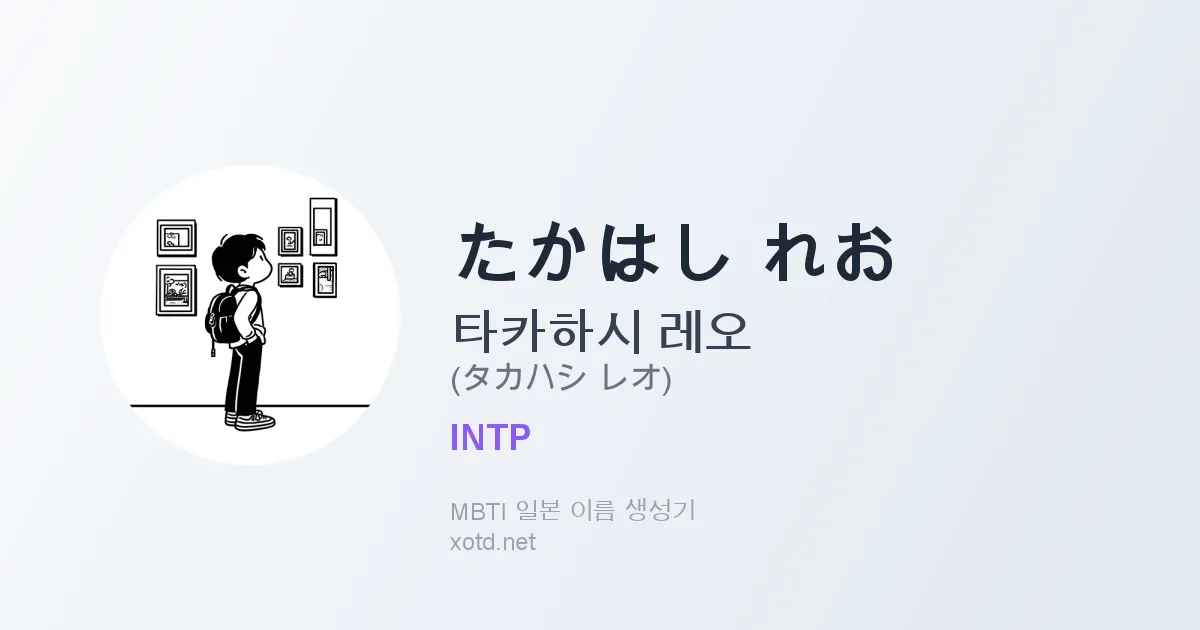 たかはし れお
타카하시 레오
(タカハシ レオ)
INTP
MBTI 일본 이름 생성기
xotd.net